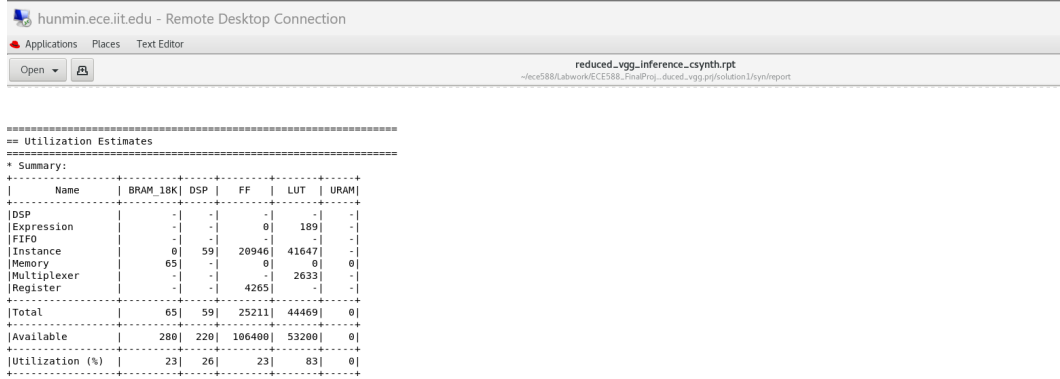 hunmin.ece.iit.edu - Remote Desktop Connection
Applications Places Text Editor
Open
reduced_vgg_inference_csynth.rpt
~/ece588/Labwork/ECE588_FinalProj…duced_vgg.prj/solution1/syn/report
================================================================
== Utilization Estimates
================================================================
* Summary:
+-----------------+---------+-----+--------+-------+-----+
|       Name      | BRAM_18K| DSP |   FF   |  LUT  | URAM|
+-----------------+---------+-----+--------+-------+-----+
|DSP              |        -|    -|       -|      -|    -|
|Expression       |        -|    -|       0|    189|    -|
|FIFO             |        -|    -|       -|      -|    -|
|Instance         |        0|   59|   20946|  41647|    -|
|Memory           |       65|    -|       0|      0|    0|
|Multiplexer      |        -|    -|       -|   2633|    -|
|Register         |        -|    -|    4265|      -|    -|
+-----------------+---------+-----+--------+-------+-----+
|Total            |       65|   59|   25211|  44469|    0|
+-----------------+---------+-----+--------+-------+-----+
|Available        |      280|  220|  106400|  53200|    0|
+-----------------+---------+-----+--------+-------+-----+
|Utilization (%)  |       23|   26|      23|     83|    0|
+-----------------+---------+-----+--------+-------+-----+